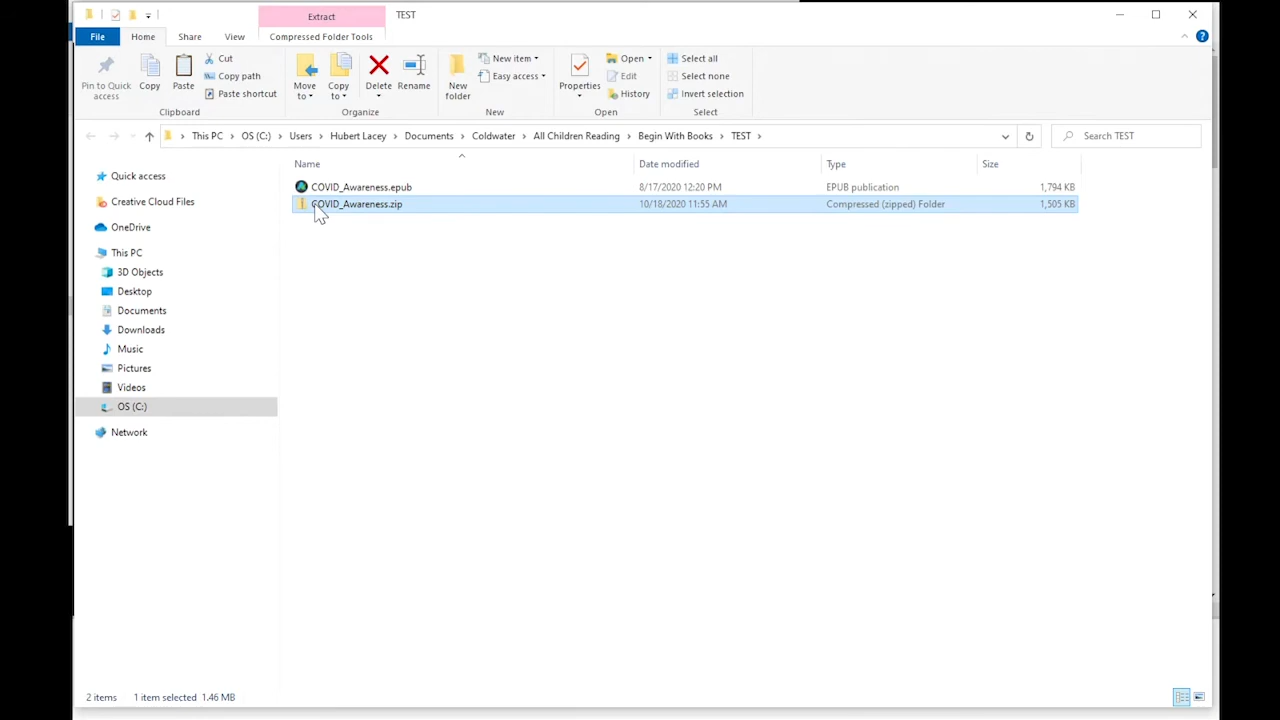 Extract
TEST
File
Home
Share
View
Compressed Folder Tools
Pin to Quick access
Copy
Paste
Cut
Copy path
Paste shortcut
Clipboard
Move to
Copy to
Delete
Rename
Organize
New folder
New item
Easy access
New
Properties
Open
Edit
History
Open
Select all
Select none
Invert selection
Select
This PC > OS (C:) > Users > Hubert Lacey > Documents > Coldwater > All Children Reading > Begin With Books > TEST >
Search TEST
Name Date modified Type Size
COVID_Awareness.epub 8/17/2020 12:20 PM EPUB publication 1,794 KB
COVID_Awareness.zip 10/18/2020 11:55 AM Compressed (zipped) Folder 1,505 KB
Quick access
Creative Cloud Files
OneDrive
This PC
3D Objects
Desktop
Documents
Downloads
Music
Pictures
Videos
OS (C:)
Network
2 items 1 item selected 1.46 MB